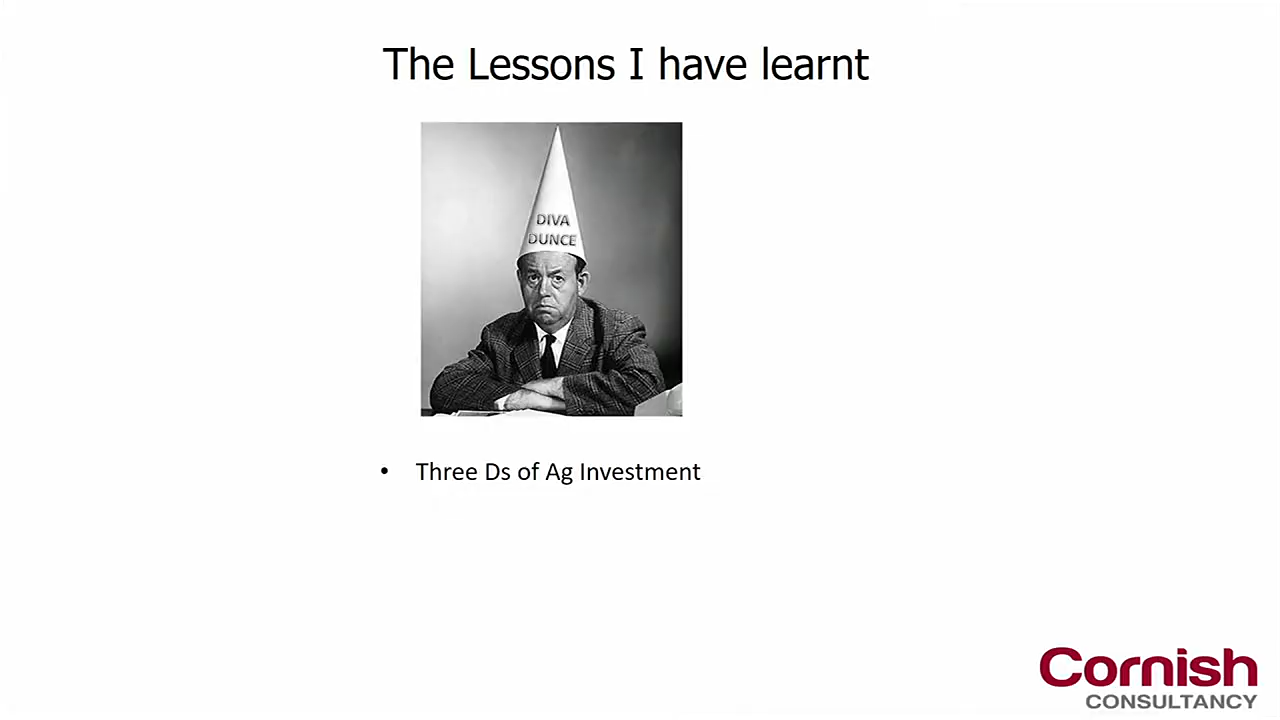 The Lessons I have learnt
DIVA
DUNCE
• Three Ds of Ag Investment
Cornish
CONSULTANCY